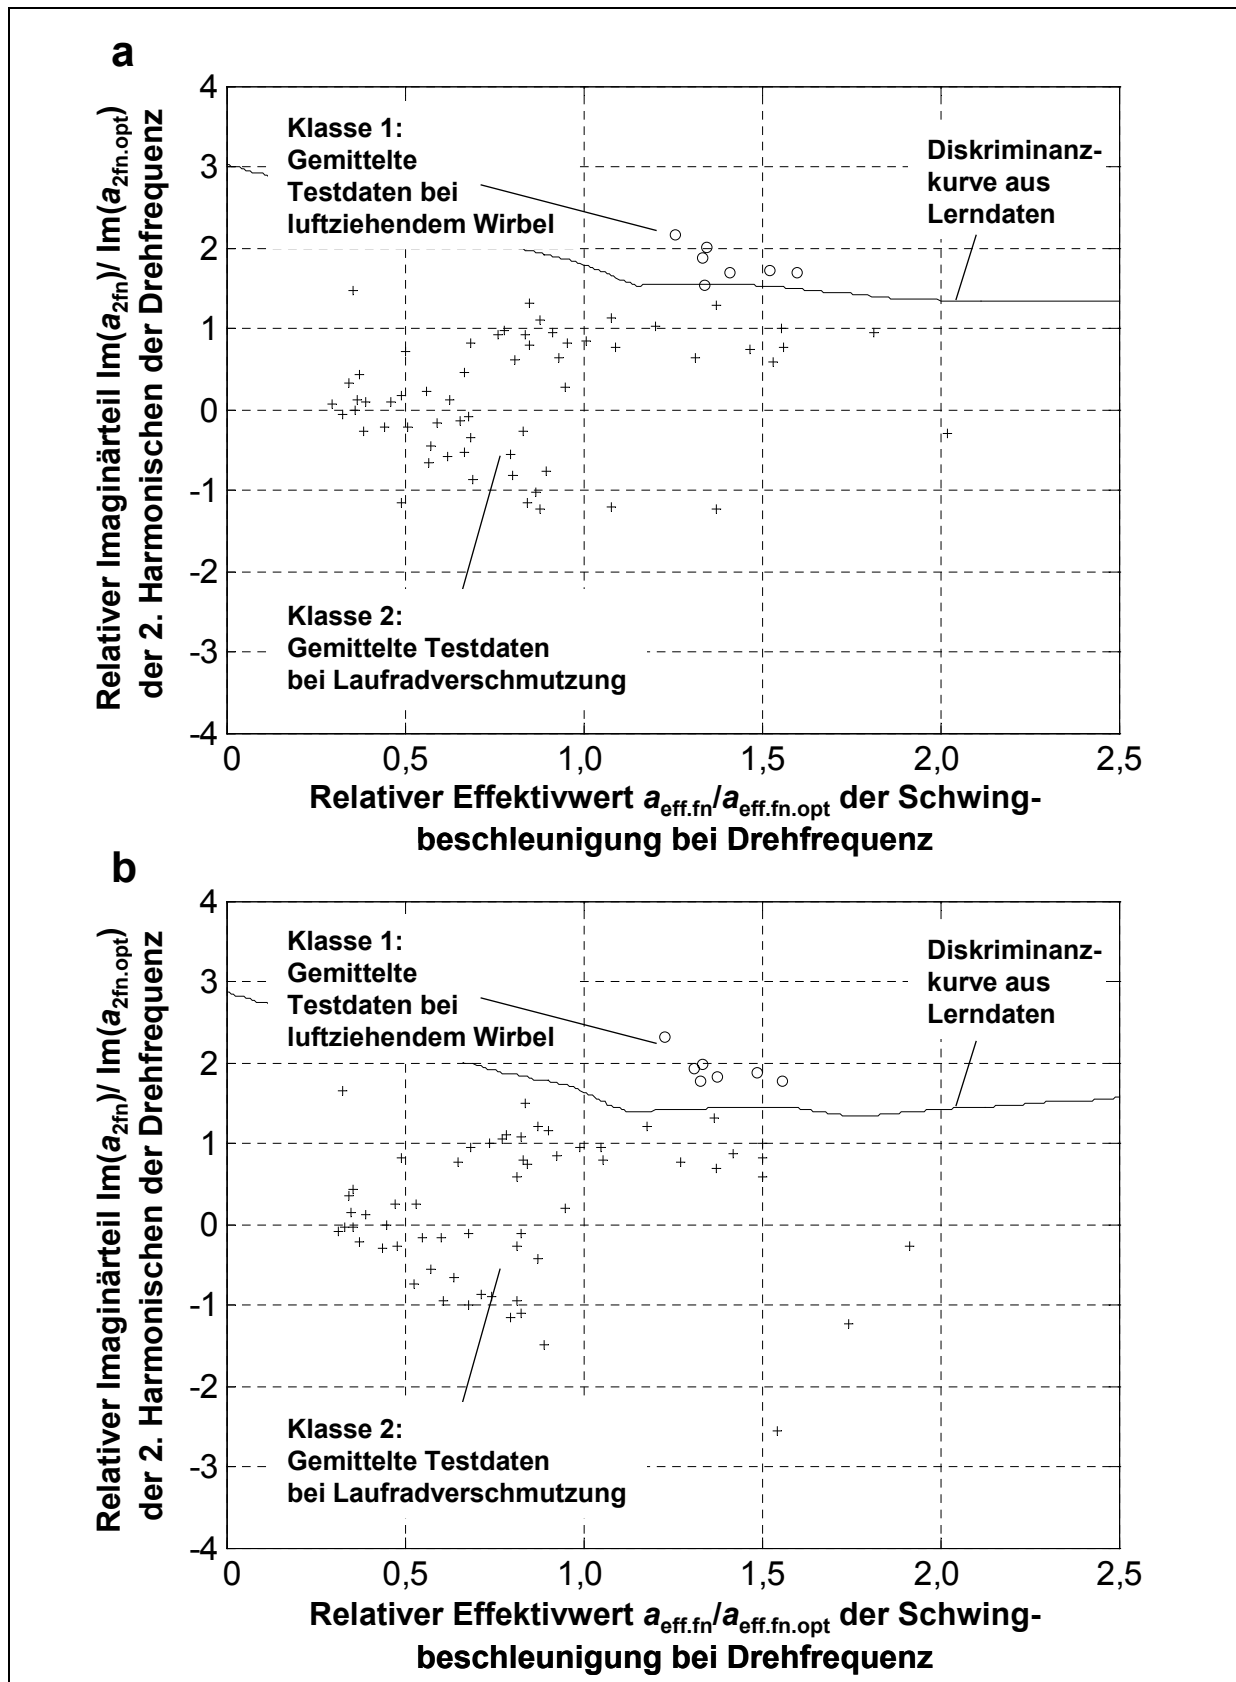 a
Relativer Imaginärteil Im(a2fn)/ Im(a2fn.opt)
der 2. Harmonischen der Drehfrequenz
4
3
2
1
0
-1
-2
-3
-4
Klasse 1:
Gemittelte
Testdaten bei
luftziehendem Wirbel
Diskriminanz-
kurve aus
Lerndaten
Klasse 2:
Gemittelte Testdaten
bei Laufradverschmutzung
0 0,5 1,0 1,5 2,0 2,5
Relativer Effektivwert aeff.fn/aeff.fn.opt der Schwing-
beschleunigung bei Drehfrequenz
b
Relativer Imaginärteil Im(a2fn)/ Im(a2fn.opt)
der 2. Harmonischen der Drehfrequenz
4
3
2
1
0
-1
-2
-3
-4
Klasse 1:
Gemittelte
Testdaten bei
luftziehendem Wirbel
Diskriminanz-
kurve aus
Lerndaten
Klasse 2:
Gemittelte Testdaten
bei Laufradverschmutzung
0 0,5 1,0 1,5 2,0 2,5
Relativer Effektivwert aeff.fn/aeff.fn.opt der Schwing-
beschleunigung bei Drehfrequenz